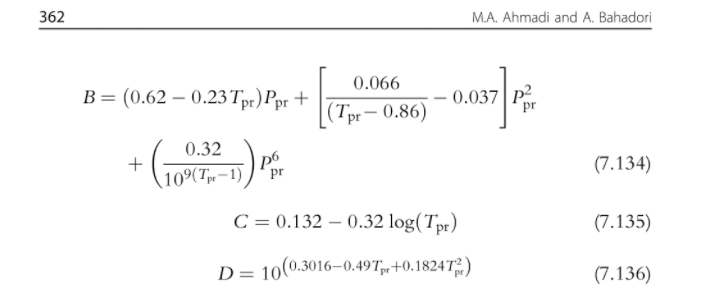 362 M.A. Ahmadi and A. Bahadori
B = (0.62 − 0.23T_pr)P_pr + [0.066/(T_pr − 0.86) − 0.037] P_pr^2
+ (0.32/10^{9(T_pr−1)}) P_pr^6 (7.134)
C = 0.132 − 0.32 log(T_pr) (7.135)
D = 10^(0.3016−0.49T_pr+0.1824T_pr^2) (7.136)